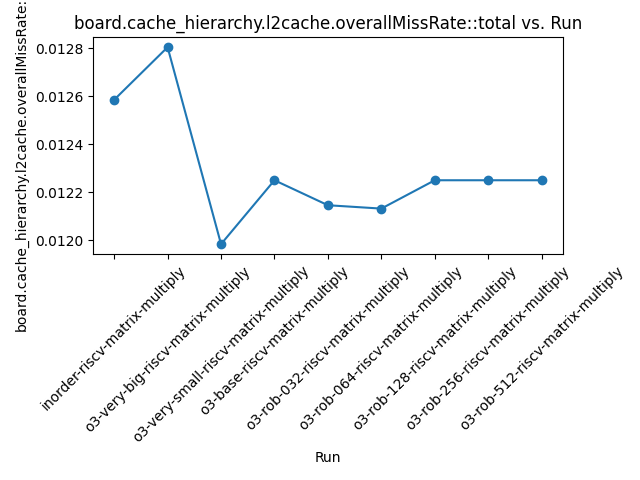 board.cache_hierarchy.l2cache.overallMissRate::total vs. Run
board.cache_hierarchy.l2cache.overallMissRate:
0.0128
0.0126
0.0124
0.0122
0.0120
inorder-riscv-matrix-multiply
o3-very-big-riscv-matrix-multiply
o3-very-small-riscv-matrix-multiply
o3-base-riscv-matrix-multiply
o3-rob-032-riscv-matrix-multiply
o3-rob-064-riscv-matrix-multiply
o3-rob-128-riscv-matrix-multiply
o3-rob-256-riscv-matrix-multiply
o3-rob-512-riscv-matrix-multiply
Run